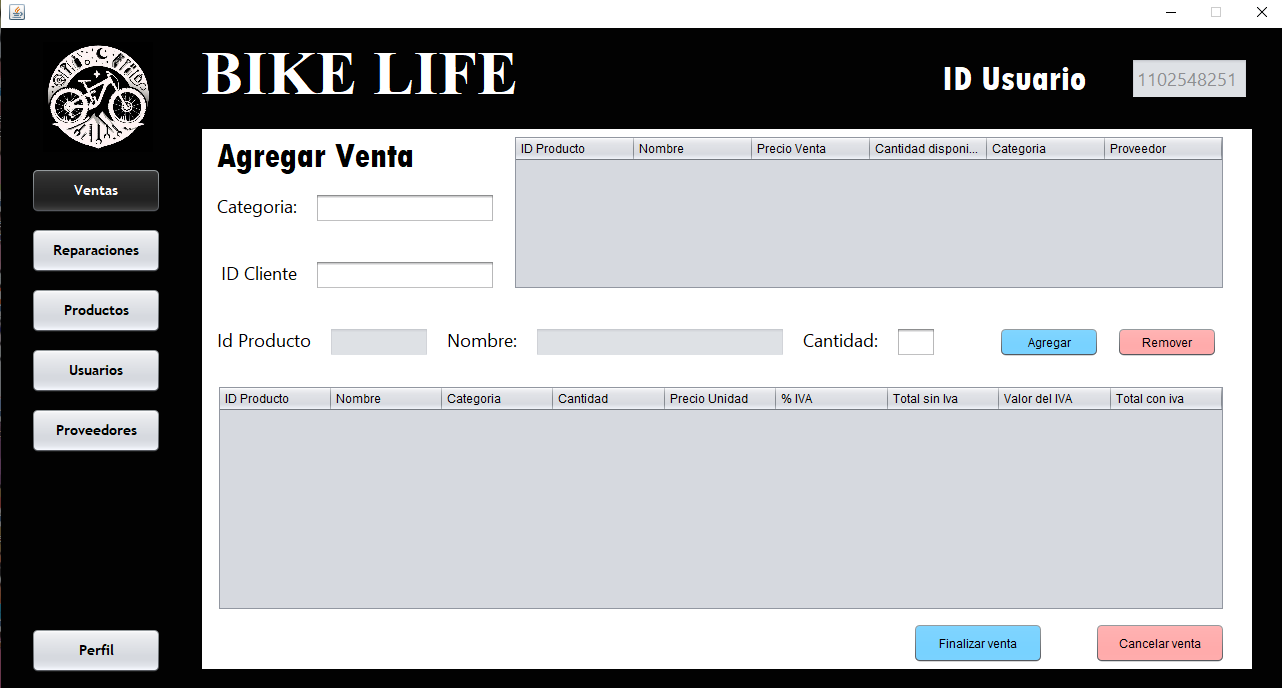 BIKE LIFE
ID Usuario
1102548251
Ventas
Reparaciones
Productos
Usuarios
Proveedores
Perfil
Agregar Venta
Categoria:
ID Cliente
ID Producto Nombre Precio Venta Cantidad disponi... Categoria Proveedor
Id Producto Nombre: Cantidad: Agregar Remover
ID Producto Nombre Categoria Cantidad Precio Unidad % IVA Total sin Iva Valor del IVA Total con iva
Finalizar venta Cancelar venta